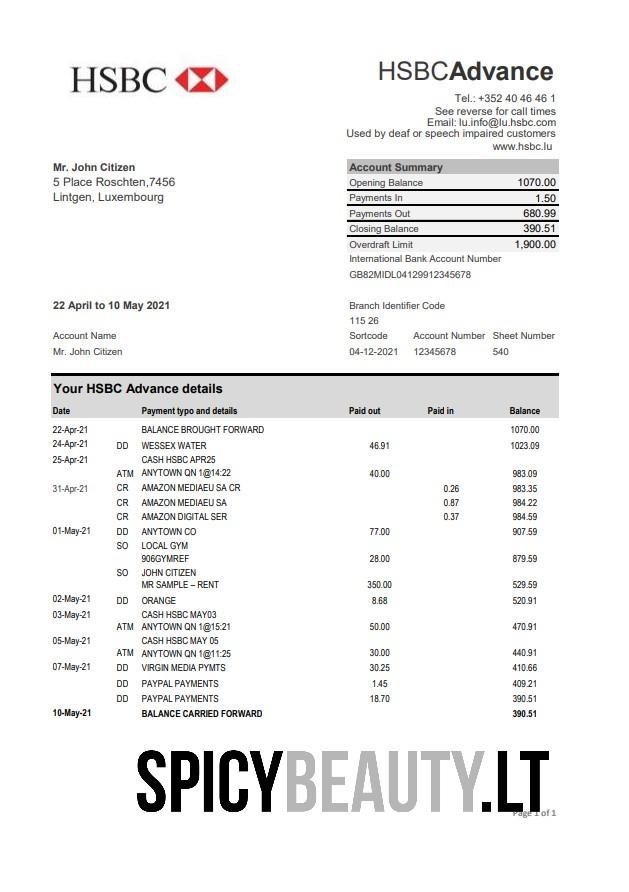 HSBC
HSBCAdvance
Tel.: +352 40 46 46 1
See reverse for call times
Email: lu.info@lu.hsbc.com
Used by deaf or speech impaired customers
www.hsbc.lu
Mr. John Citizen
5 Place Roschten,7456
Lintgen, Luxembourg
Account Summary
Opening Balance 1070.00
Payments In 1.50
Payments Out 680.99
Closing Balance 390.51
Overdraft Limit 1,900.00
International Bank Account Number
GB82MIDL04129912345678
22 April to 10 May 2021
Branch Identifier Code
115 26
Account Name Sortcode Account Number Sheet Number
Mr. John Citizen 04-12-2021 12345678 540
Your HSBC Advance details
Date Payment typo and details Paid out Paid in Balance
22-Apr-21 BALANCE BROUGHT FORWARD 1070.00
24-Apr-21 DD WESSEX WATER 46.91 1023.09
25-Apr-21 CASH HSBC APR25
ATM ANYTOWN QN 1@14:22 40.00 983.09
31-Apr-21 CR AMAZON MEDIAEU SA CR 0.26 983.35
CR AMAZON MEDIAEU SA 0.87 984.22
CR AMAZON DIGITAL SER 0.37 984.59
01-May-21 DD ANYTOWN CO 77.00 907.59
SO LOCAL GYM
906GYMREF 28.00 879.59
SO JOHN CITIZEN
MR SAMPLE – RENT 350.00 529.59
02-May-21 DD ORANGE 8.68 520.91
03-May-21 CASH HSBC MAY03
ATM ANYTOWN QN 1@15:21 50.00 470.91
05-May-21 CASH HSBC MAY 05
ATM ANYTOWN QN 1@11:25 30.00 440.91
07-May-21 DD VIRGIN MEDIA PYMTS 30.25 410.66
DD PAYPAL PAYMENTS 1.45 409.21
DD PAYPAL PAYMENTS 18.70 390.51
10-May-21 BALANCE CARRIED FORWARD 390.51
SPICYBEAUTY.LT
Page 1 of 1